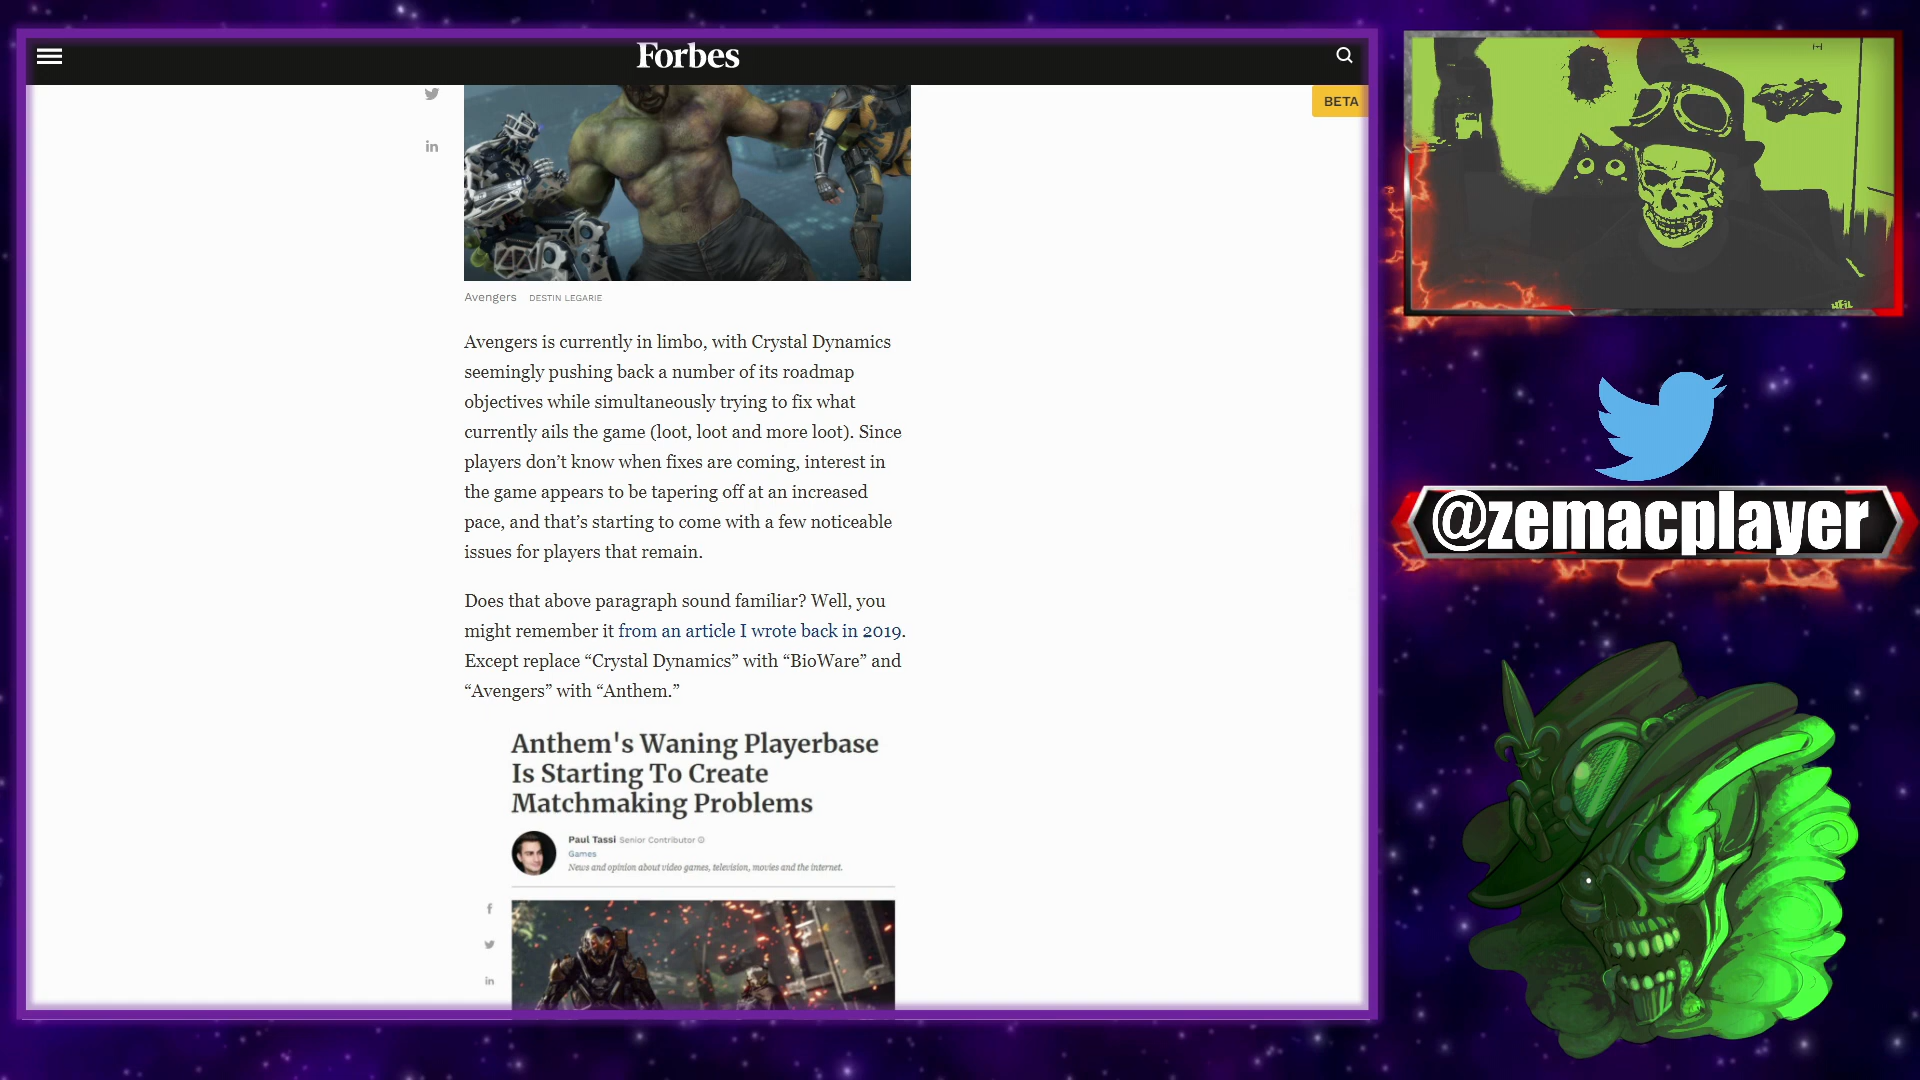 Forbes
BETA
in
Avengers DESTIN LEGARIE
Avengers is currently in limbo, with Crystal Dynamics
seemingly pushing back a number of its roadmap
objectives while simultaneously trying to fix what
currently ails the game (loot, loot and more loot). Since
players don’t know when fixes are coming, interest in
the game appears to be tapering off at an increased
pace, and that’s starting to come with a few noticeable
issues for players that remain.
Does that above paragraph sound familiar? Well, you
might remember it from an article I wrote back in 2019.
Except replace “Crystal Dynamics” with “BioWare” and
“Avengers” with “Anthem.”
Anthem's Waning Playerbase
Is Starting To Create
Matchmaking Problems
Paul Tassi Senior Contributor
Games
News and opinion about video games, television, movies and the internet.
f
in
@zemacplayer